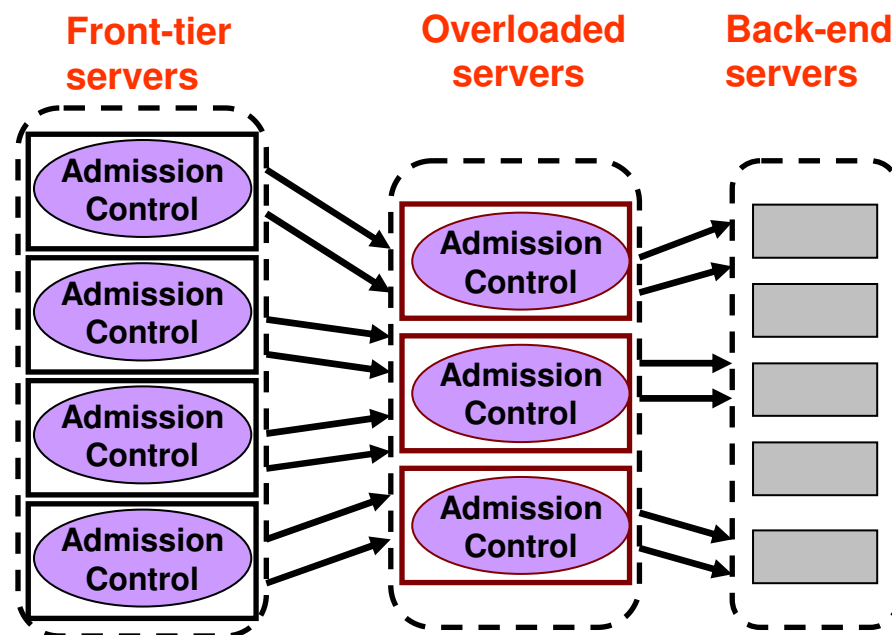 Front-tier
servers
Overloaded
servers
Back-end
servers
Admission
Control
Admission
Control
Admission
Control
Admission
Control
Admission
Control
Admission
Control
Admission
Control